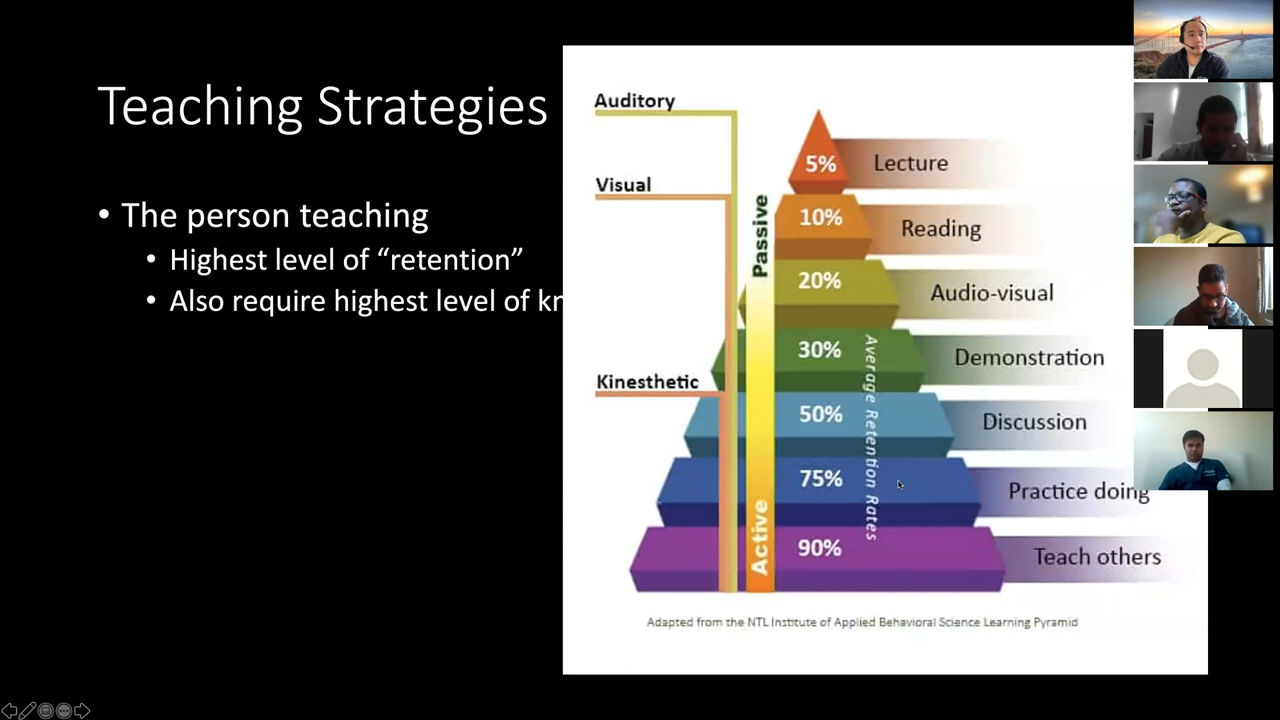 Teaching Strategies
• The person teaching
• Highest level of “retention”
• Also require highest level of
Auditory
Visual
Kinesthetic
Passive
Active
5%
Lecture
10%
Reading
20%
Audio-visual
30%
Demonstration
50%
Discussion
75%
Practice doing
90%
Teach others
Average Retention Rates
Adapted from the NTL Institute of Applied Behavioral Science Learning Pyramid